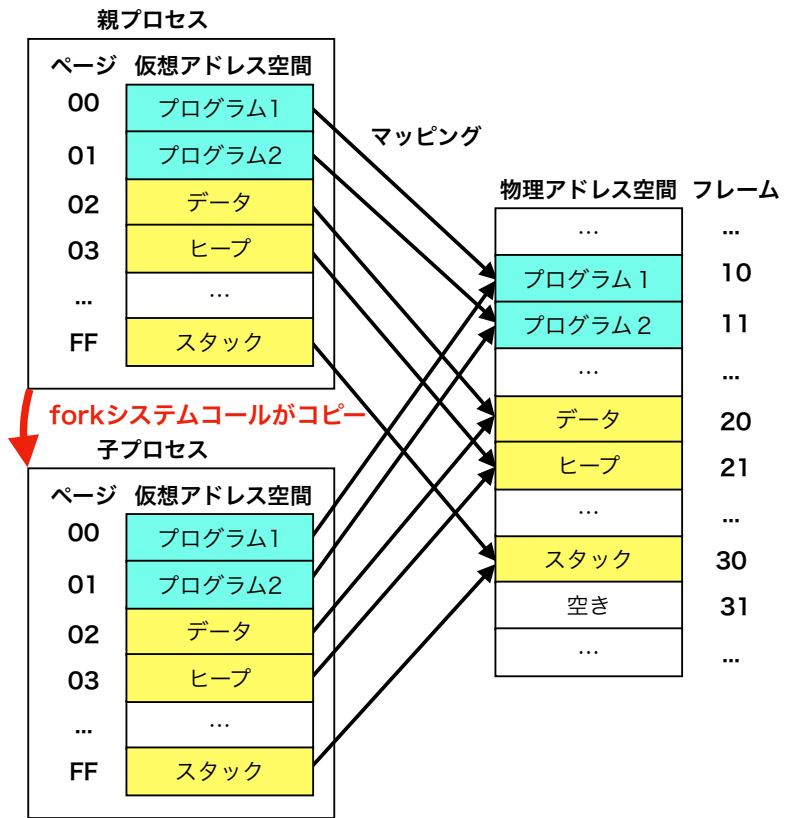 親プロセス
ページ 仮想アドレス空間
00 プログラム1
01 プログラム2
02 データ
03 ヒープ
... …
FF スタック
マッピング
物理アドレス空間 フレーム
… ...
プログラム１ 10
プログラム２ 11
… ...
データ 20
ヒープ 21
… ...
スタック 30
空き 31
… ...
forkシステムコールがコピー
子プロセス
ページ 仮想アドレス空間
00 プログラム1
01 プログラム2
02 データ
03 ヒープ
... …
FF スタック